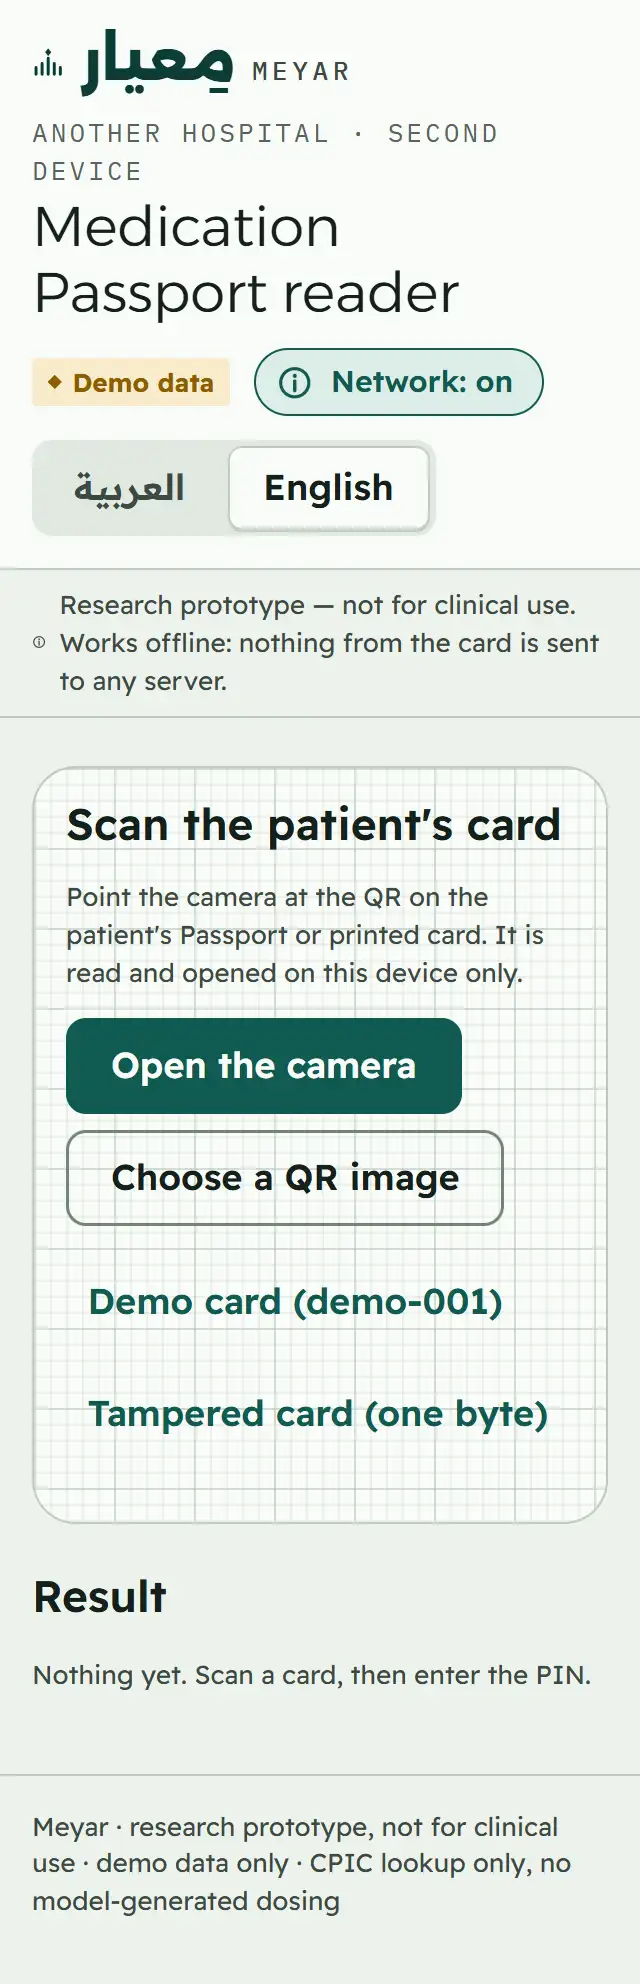 مِعيار MEYAR
ANOTHER HOSPITAL · SECOND
DEVICE
Medication
Passport reader
◆ Demo data
Network: on
العربية
English
Research prototype — not for clinical use.
Works offline: nothing from the card is sent
to any server.
Scan the patient's card
Point the camera at the QR on the
patient's Passport or printed card. It is
read and opened on this device only.
Open the camera
Choose a QR image
Demo card (demo-001)
Tampered card (one byte)
Result
Nothing yet. Scan a card, then enter the PIN.
Meyar · research prototype, not for clinical
use · demo data only · CPIC lookup only, no
model-generated dosing